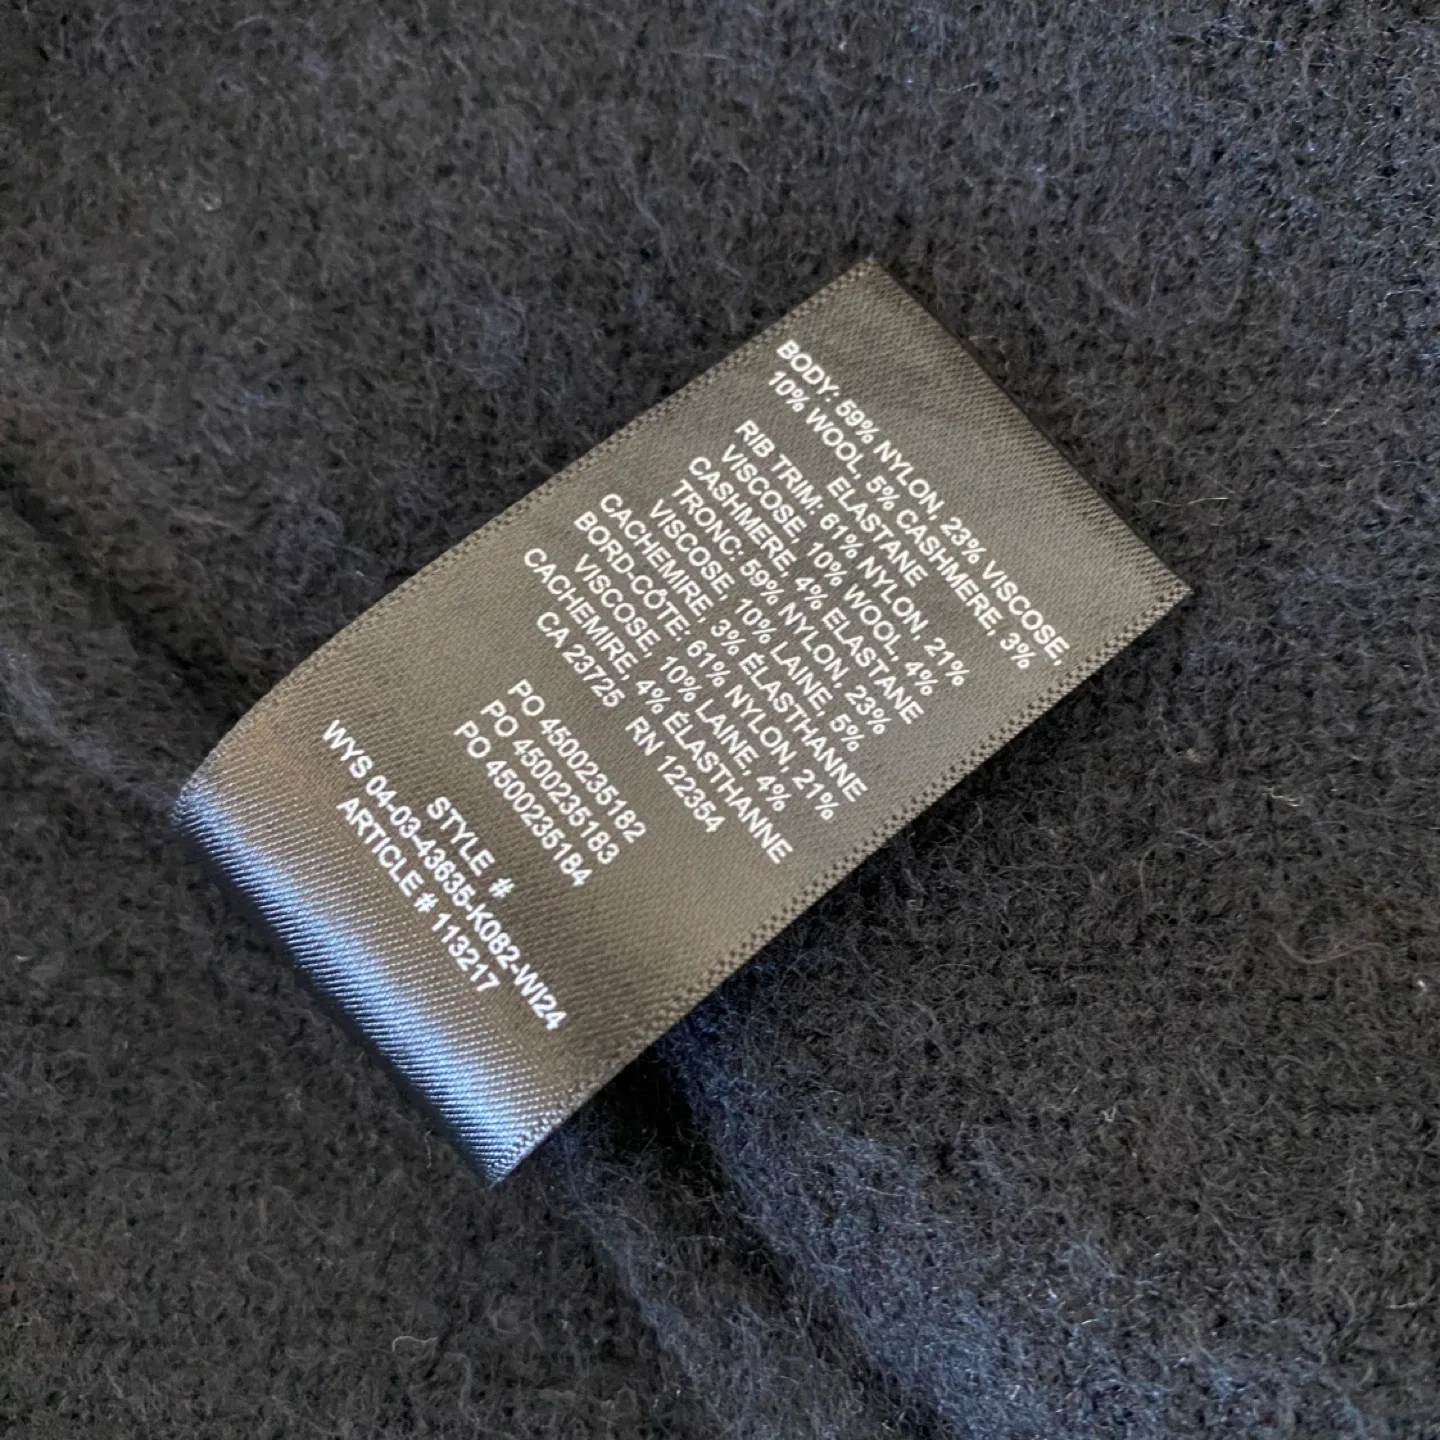 BODY: 59% NYLON, 23% VISCOSE,
10% WOOL, 5% CASHMERE, 3%
ELASTANE
RIB TRIM: 61% NYLON, 21%
VISCOSE, 10% WOOL, 4%
CASHMERE, 4% ELASTANE
TRONC: 59% NYLON, 23%
VISCOSE, 10% LAINE, 5%
CACHEMIRE, 3% ÉLASTHANNE
BORD-CÔTE: 61% NYLON, 21%
VISCOSE, 10% LAINE, 4%
CACHEMIRE, 4% ÉLASTHANNE
CA 23725 RN 122354
PO 4500235182
PO 4500235183
PO 4500235184
STYLE #
WYS 04-03-43635-K082-WI24
ARTICLE # 113217